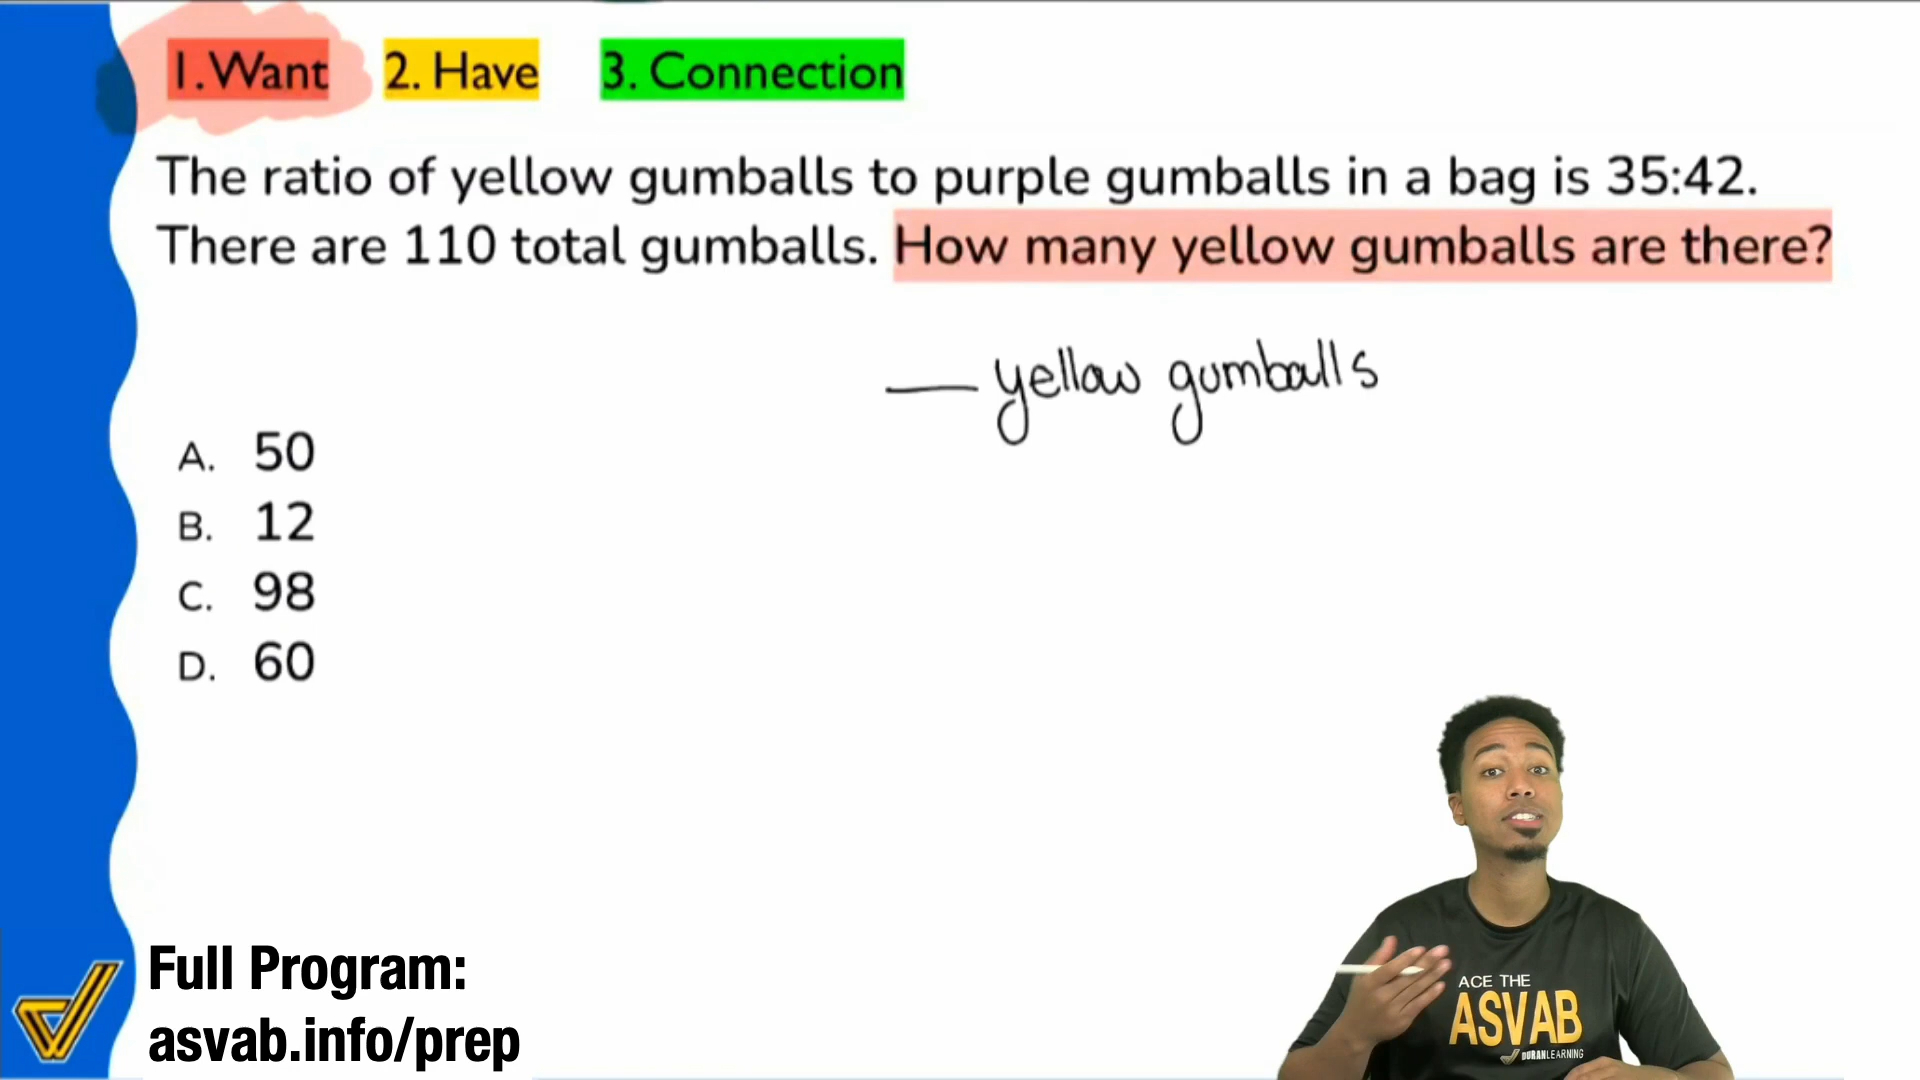 1. Want 2. Have 3. Connection
The ratio of yellow gumballs to purple gumballs in a bag is 35:42.
There are 110 total gumballs. How many yellow gumballs are there?
yellow gumballs
A. 50
B. 12
C. 98
D. 60
Full Program:
asvab.info/prep
ACE THE
ASVAB
DURANLEARNING